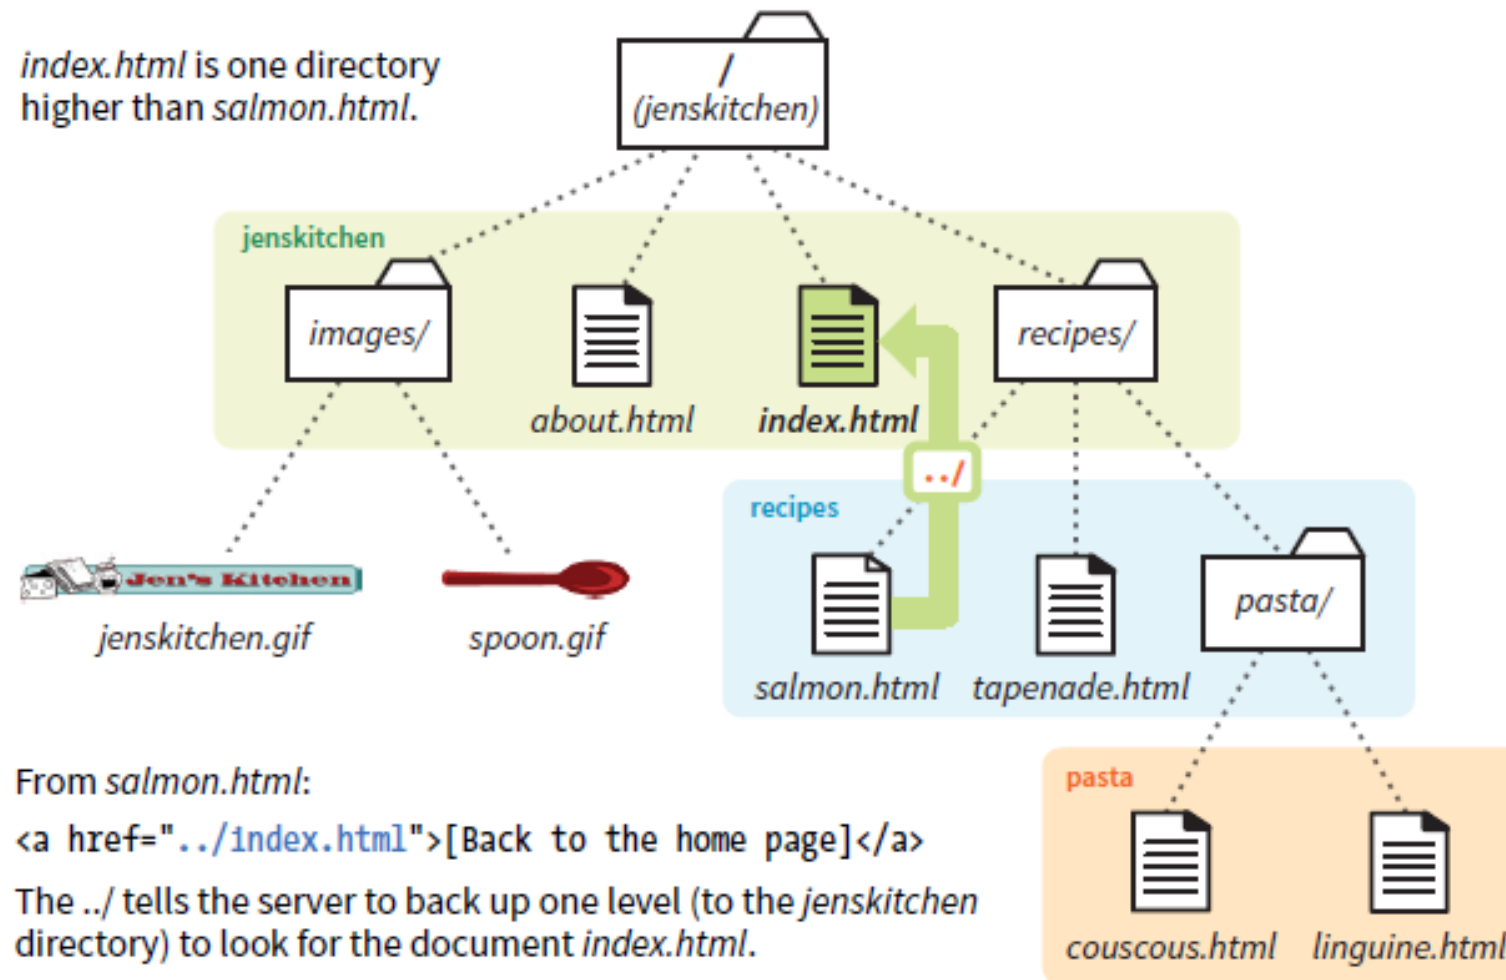 index.html is one directory
higher than salmon.html.
/
(jenskitchen)
jenskitchen
images/
about.html
index.html
recipes/
../
recipes
Jen's Kitchen
jenskitchen.gif
spoon.gif
salmon.html
tapenade.html
pasta/
From salmon.html:
<a href="../index.html">[Back to the home page]</a>
The ../ tells the server to back up one level (to the jenskitchen
directory) to look for the document index.html.
pasta
couscous.html
linguine.html